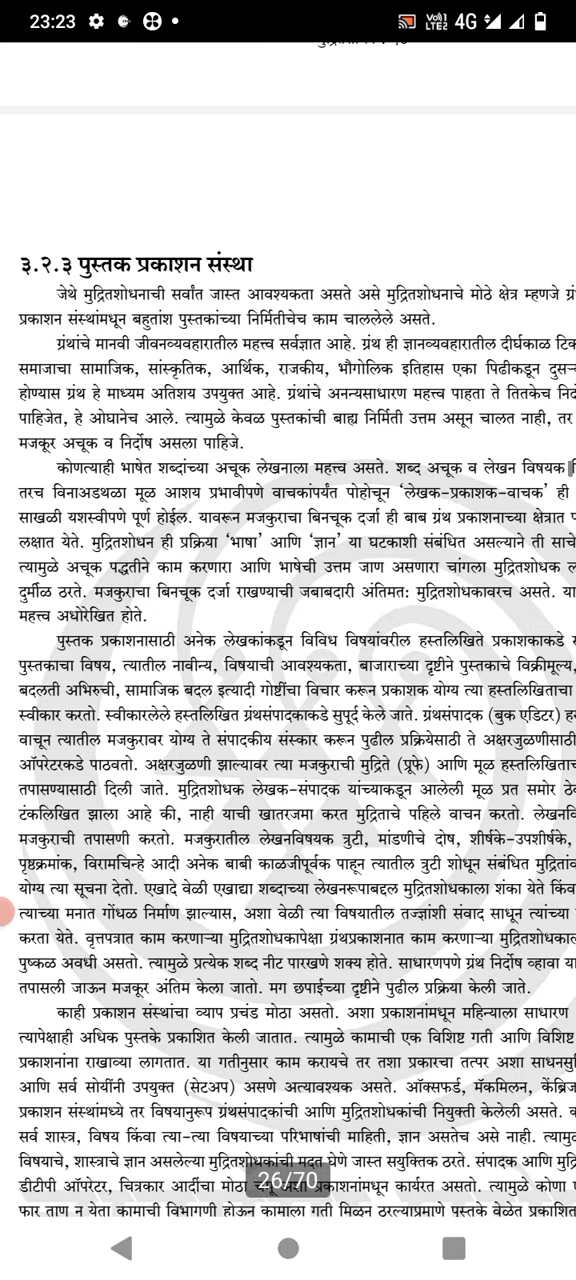 23:23
Vo) 1 LTE2 4G
३.२.३ पुस्तक प्रकाशन संस्था
जेथे मुद्रितशोधनाची सर्वांत जास्त आवश्यकता असते असे मुद्रितशोधनाचे मोठे क्षेत्र म्हणजे
प्रकाशन संस्थांमधून बहुतांश पुस्तकांच्या निर्मितीचेच काम चाललेले असते.
ग्रंथांचे मानवी जीवनव्यवहारातील महत्त्व सर्वज्ञात आहे. ग्रंथ ही ज्ञानव्यवहारातील दीर्घकाळ
समाजाचा सामाजिक, सांस्कृतिक, आर्थिक, राजकीय, भौगोलिक इतिहास एका पिढीकडून
होण्यास ग्रंथ हे माध्यम अतिशय उपयुक्त आहे. ग्रंथांचे अनन्यसाधारण महत्त्व पाहता ते तितकेच
पाहिजेत, हे ओघानेच आले. त्यामुळे केवळ पुस्तकांची बाह्य निर्मिती उत्तम असून चालत नाही, तर
मजकूर अचूक व निर्दोष असला पाहिजे.
कोणत्याही भाषेत शब्दांच्या अचूक लेखनाला महत्त्व असते. शब्द अचूक व लेखन विषयक
तरच विनाअडथळा मूळ आशय प्रभावीपणे वाचकांपर्यंत पोहोचून ‘लेखक-प्रकाशक-वाचक’ ही
साखळी यशस्वीपणे पूर्ण होईल. यावरून मजकुराचा बिनचूक दर्जा ही बाब ग्रंथ प्रकाशनाच्या क्षेत्रात
लक्षात येते. मुद्रितशोधन ही प्रक्रिया ‘भाषा’ आणि ‘ज्ञान’ या घटकाशी संबंधित असल्याने ती
त्यामुळे अचूक पद्धतीने काम करणारा आणि भाषेची उत्तम जाण असणारा चांगला मुद्रितशोधक
दुर्मीळ ठरते. मजकुराचा बिनचूक दर्जा राखण्याची जबाबदारी अंतिमत: मुद्रितशोधकावरच असते.
महत्त्व अधोरेखित होते.
पुस्तक प्रकाशनासाठी अनेक लेखकांकडून विविध विषयांवरील हस्तलिखिते प्रकाशकाकडे
पुस्तकाचा विषय, त्यातील नावीन्य, विषयाची आवश्यकता, बाजाराच्या दृष्टीने पुस्तकाचे विक्रीमूल्य,
बदलती अभिरुची, सामाजिक बदल इत्यादी गोष्टींचा विचार करून प्रकाशक योग्य त्या हस्तलिखिताचा
स्वीकार करतो. स्वीकारलेले हस्तलिखित ग्रंथसंपादकाकडे सुपूर्द केले जाते. ग्रंथसंपादक (बुक एडिटर)
वाचून त्यातील मजकुरावर योग्य ते संपादकीय संस्कार करून पुढील प्रक्रियेसाठी ते अक्षरजुळणीसाठी
ऑपरेटरकडे पाठवतो. अक्षरजुळणी झाल्यावर त्या मजकुराची मुद्रिते (प्रूफे) आणि मूळ
तपासण्यासाठी दिली जाते. मुद्रितशोधक लेखक-संपादक यांच्याकडून आलेली मूळ प्रत समोर
टंकलिखित झाला आहे की, नाही याची खातरजमा करत मुद्रिताचे पहिले वाचन करतो.
मजकुराची तपासणी करतो. मजकुरातील लेखनविषयक त्रुटी, मांडणीचे दोष, शीर्षके-उपशीर्षके,
पृष्ठक्रमांक, विरामचिन्हे आदी अनेक बाबी काळजीपूर्वक पाहून त्यातील त्रुटी शोधून संबंधित
योग्य त्या सूचना देतो. एखादे वेळी एखाद्या शब्दाच्या लेखनरूपाबद्दल मुद्रितशोधकाला शंका येते
त्याच्या मनात गोंधळ निर्माण झाल्यास, अशा वेळी त्या विषयातील तज्ज्ञांशी संवाद साधून त्यांच्या
करता येते. वृत्तपत्रात काम करणाऱ्या मुद्रितशोधकापेक्षा ग्रंथप्रकाशनात काम करणाऱ्या
पुष्कळ अवधी असतो. त्यामुळे प्रत्येक शब्द नीट पारखणे शक्य होते. साधारणपणे ग्रंथ निर्दोष व्हावा
तपासली जाऊन मजकूर अंतिम केला जातो. मग छपाईच्या दृष्टीने पुढील प्रक्रिया केली जाते.
काही प्रकाशन संस्थांचा व्याप प्रचंड मोठा असतो. अशा प्रकाशनांमधून महिन्याला साधारण
त्यापेक्षाही अधिक पुस्तके प्रकाशित केली जातात. त्यामुळे कामाची एक विशिष्ट गती आणि विशिष्ट
प्रकाशनांना राखाव्या लागतात. या गतीनुसार काम करायचे तर तशा प्रकारचा तत्पर अशा
आणि सर्व सोयींनी उपयुक्त (सेटअप) असणे अत्यावश्यक असते. ऑक्सफर्ड, मॅकमिलन,
प्रकाशन संस्थांमध्ये तर विषयानुरूप ग्रंथसंपादकांची आणि मुद्रितशोधकांची नियुक्ती केलेली असते.
सर्व शास्त्र, विषय किंवा त्या-त्या विषयाच्या परिभाषांची माहिती, ज्ञान असतेच असे नाही.
विषयाचे, शास्त्राचे ज्ञान असलेल्या मुद्रितशोधकांची मदत घेणे जास्त सयुक्तिक ठरते. संपादक आणि
डीटीपी ऑपरेटर, चित्रकार आदींचा मोठा प्रकाशनांमधून कार्यरत असतो. त्यामुळे कोणा
26/70
फार ताण न येता कामाची विभागणी होऊन कामाला गती मिळन ठरल्याप्रमाणे पुस्तके वेळेत